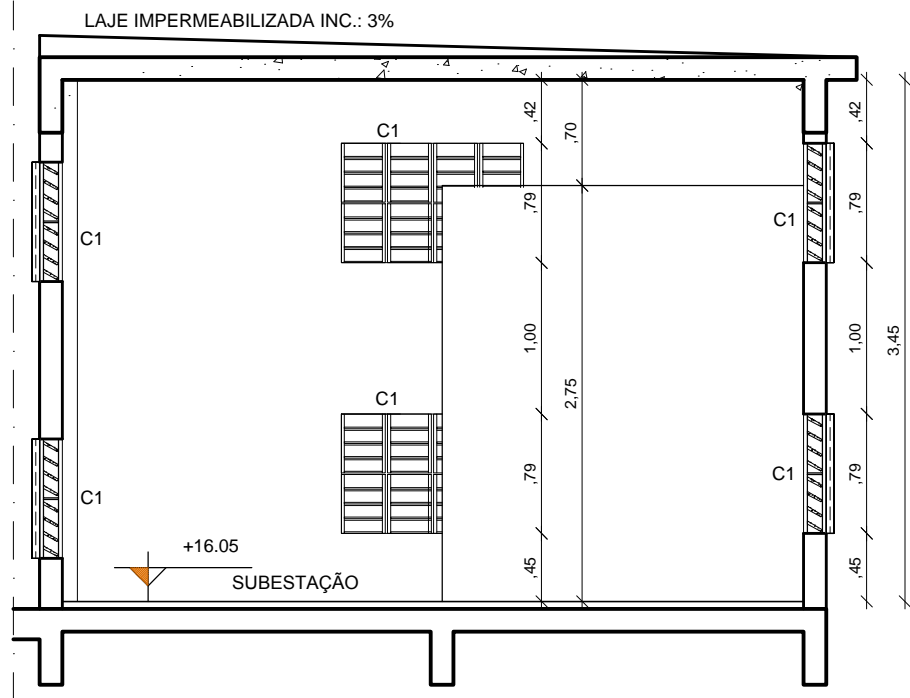 LAJE IMPERMEABILIZADA INC.: 3%
,42
,70
,42
C1
,79
,79
C1
C1
1,00
1,00
3,45
2,75
C1
,79
,79
C1
C1
+16.05
,45
,45
SUBESTAÇÃO